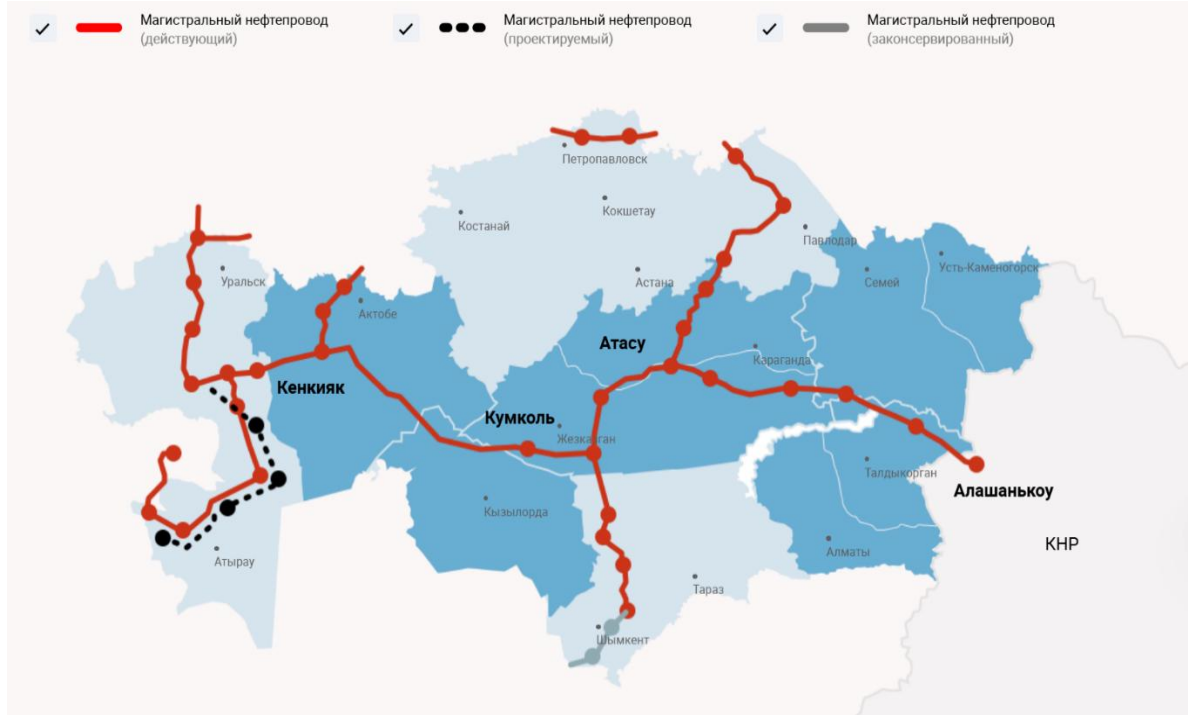 Магистральный нефтепровод
(действующий)
Магистральный нефтепровод
(проектируемый)
Магистральный нефтепровод
(законсервированный)
Петропавловск
Кокшетау
Костанай
Павлодар
Уральск
Астана
Семей
Усть-Каменогорск
Актобе
Атасу
Караганда
Кенкияк
Кумколь
Жезказган
Талдыкорган
Алашанькоу
Кызылорда
КНР
Алматы
Атырау
Тараз
Шымкент